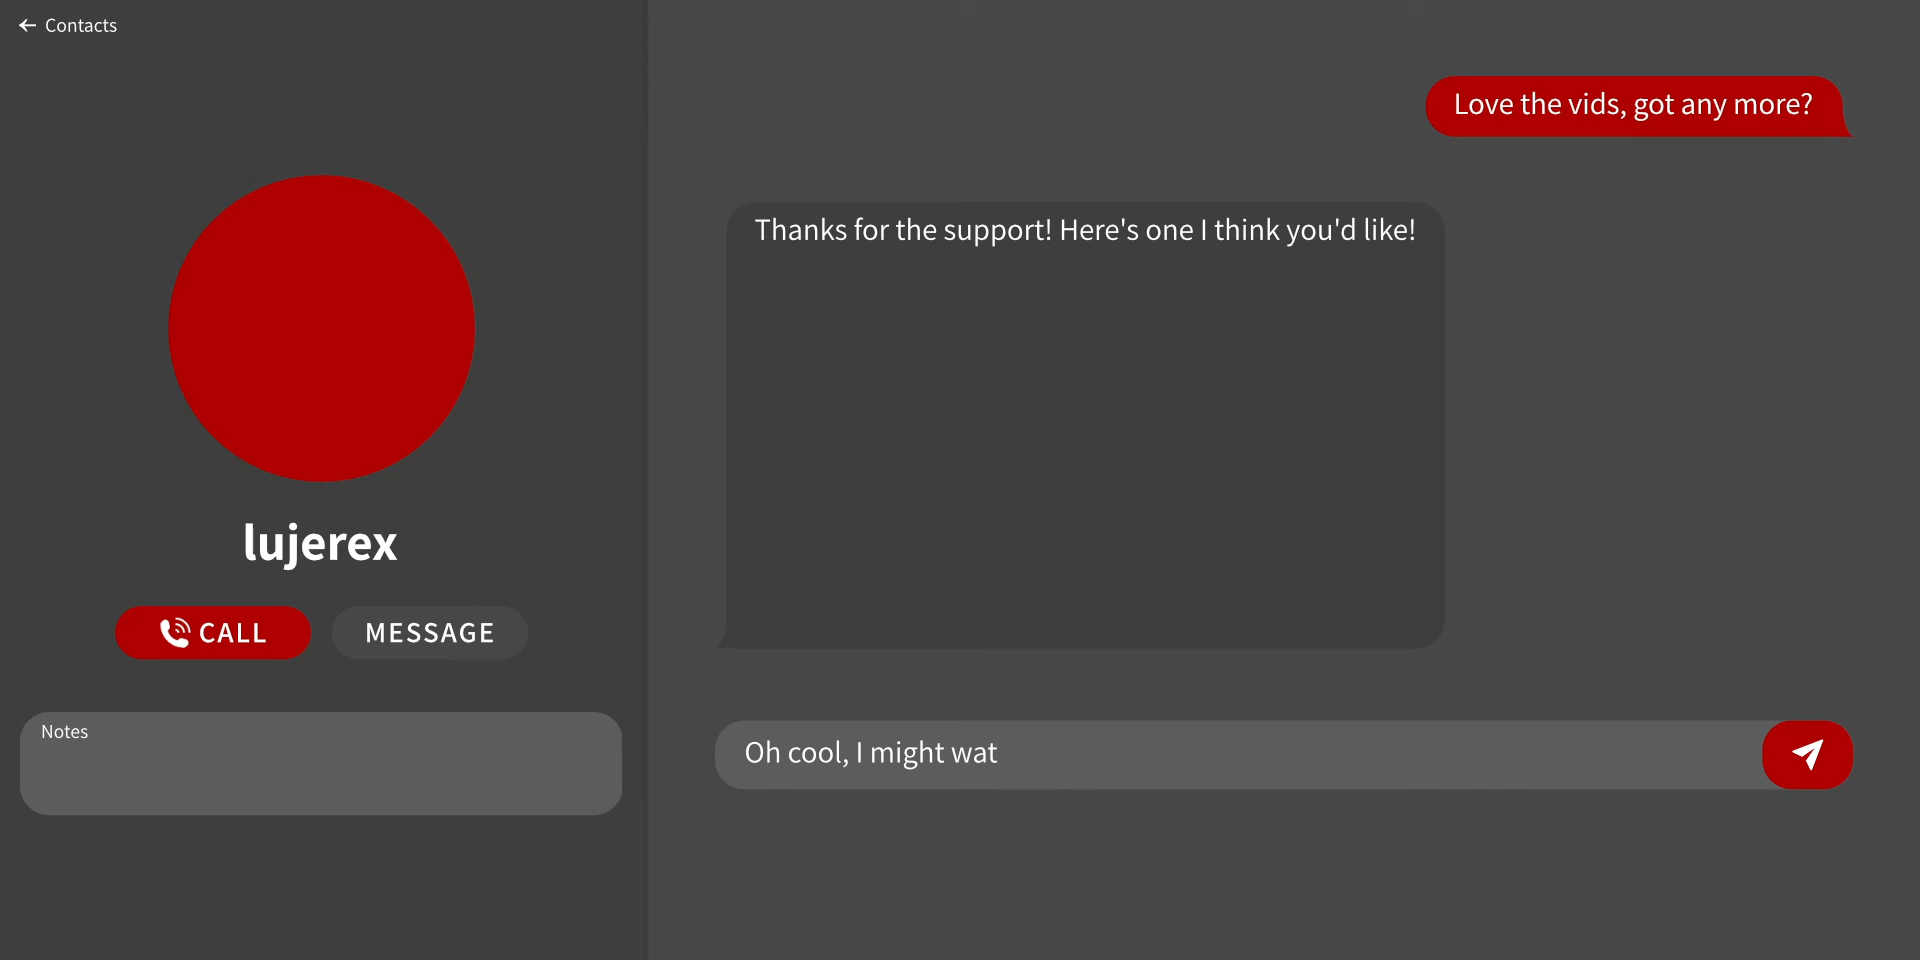 Contacts
Love the vids, got any more?
Thanks for the support! Here's one I think you'd like!
lujerex
CALL
MESSAGE
Notes
Oh cool, I might wat